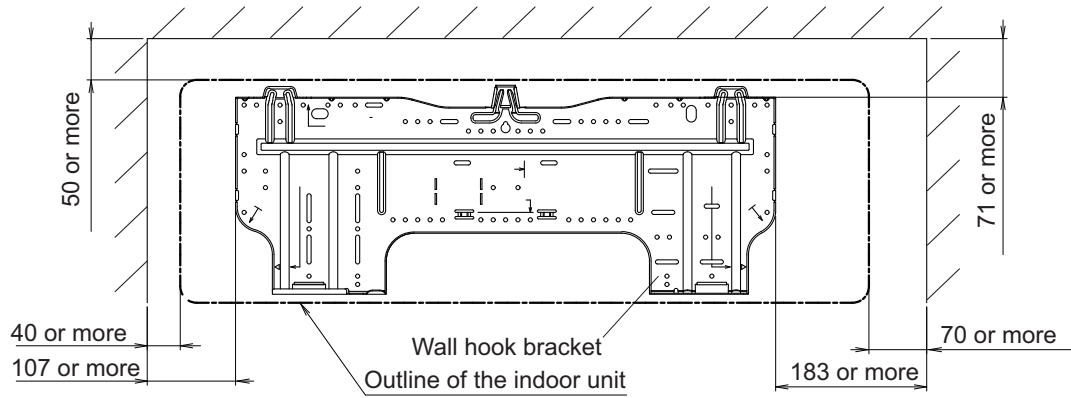 50 or more
71 or more
40 or more
107 or more
Wall hook bracket
Outline of the indoor unit
70 or more
183 or more